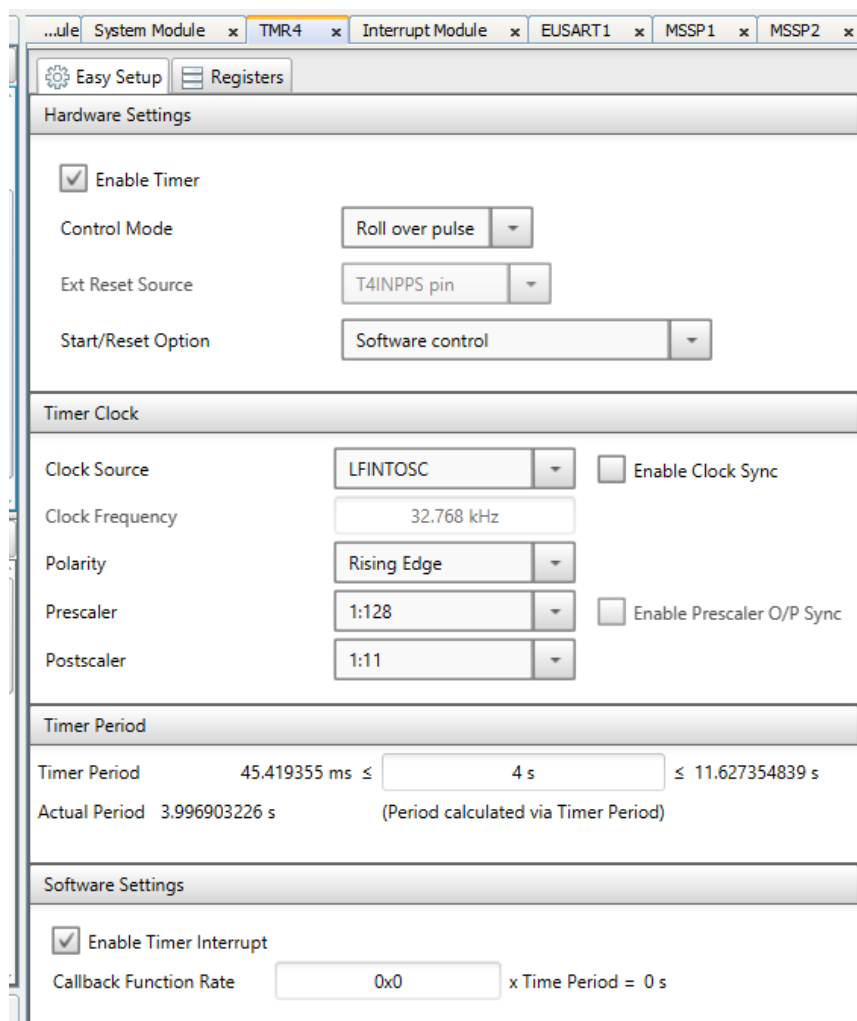 ...ule System Module x TMR4 x Interrupt Module x EUSART1 x MSSP1 x MSSP2 x
Easy Setup Registers
Hardware Settings
Enable Timer
Control Mode Roll over pulse
Ext Reset Source T4INPPS pin
Start/Reset Option Software control
Timer Clock
Clock Source LFINTOSC Enable Clock Sync
Clock Frequency 32.768 kHz
Polarity Rising Edge
Prescaler 1:128 Enable Prescaler O/P Sync
Postscaler 1:11
Timer Period
Timer Period 45.419355 ms ≤ 4 s ≤ 11.627354839 s
Actual Period 3.996903226 s (Period calculated via Timer Period)
Software Settings
Enable Timer Interrupt
Callback Function Rate 0x0 x Time Period = 0 s